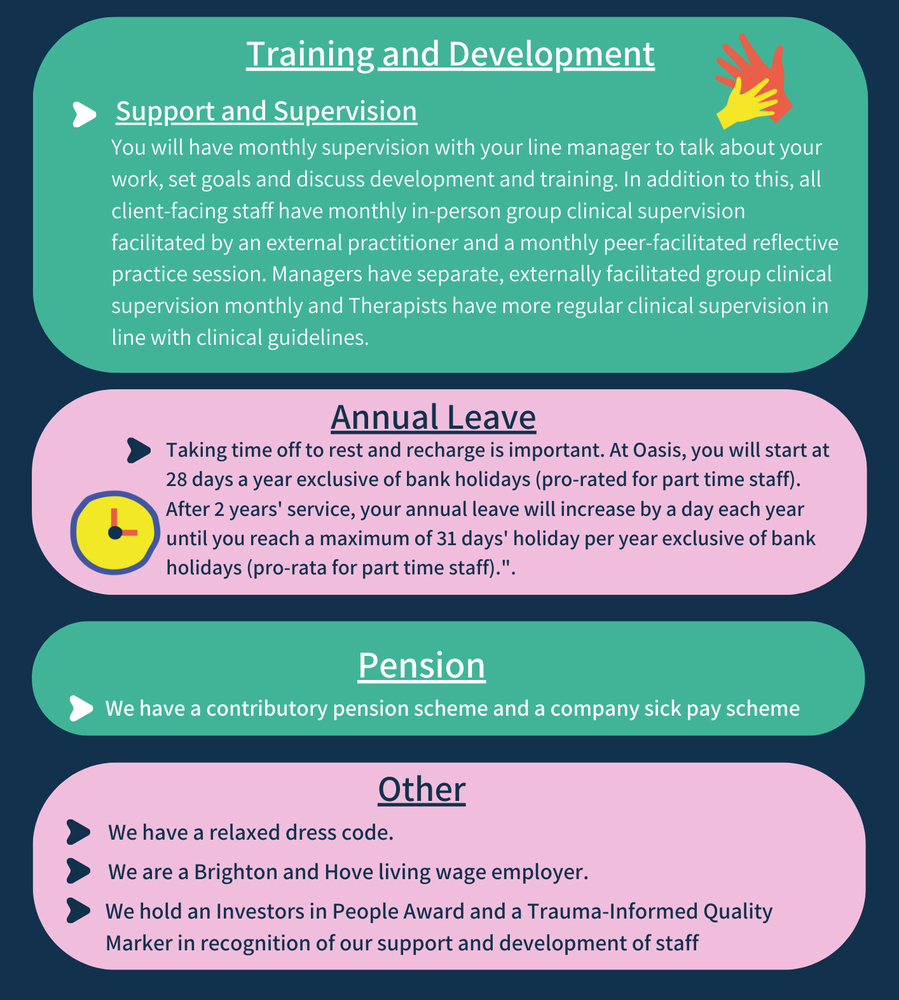 Training and Development
Support and Supervision
You will have monthly supervision with your line manager to talk about your
work, set goals and discuss development and training. In addition to this, all
client-facing staff have monthly in-person group clinical supervision
facilitated by an external practitioner and a monthly peer-facilitated reflective
practice session. Managers have separate, externally facilitated group clinical
supervision monthly and Therapists have more regular clinical supervision in
line with clinical guidelines.
Annual Leave
Taking time off to rest and recharge is important. At Oasis, you will start at
28 days a year exclusive of bank holidays (pro-rated for part time staff).
After 2 years' service, your annual leave will increase by a day each year
until you reach a maximum of 31 days' holiday per year exclusive of bank
holidays (pro-rata for part time staff).".
Pension
We have a contributory pension scheme and a company sick pay scheme
Other
We have a relaxed dress code.
We are a Brighton and Hove living wage employer.
We hold an Investors in People Award and a Trauma-Informed Quality
Marker in recognition of our support and development of staff